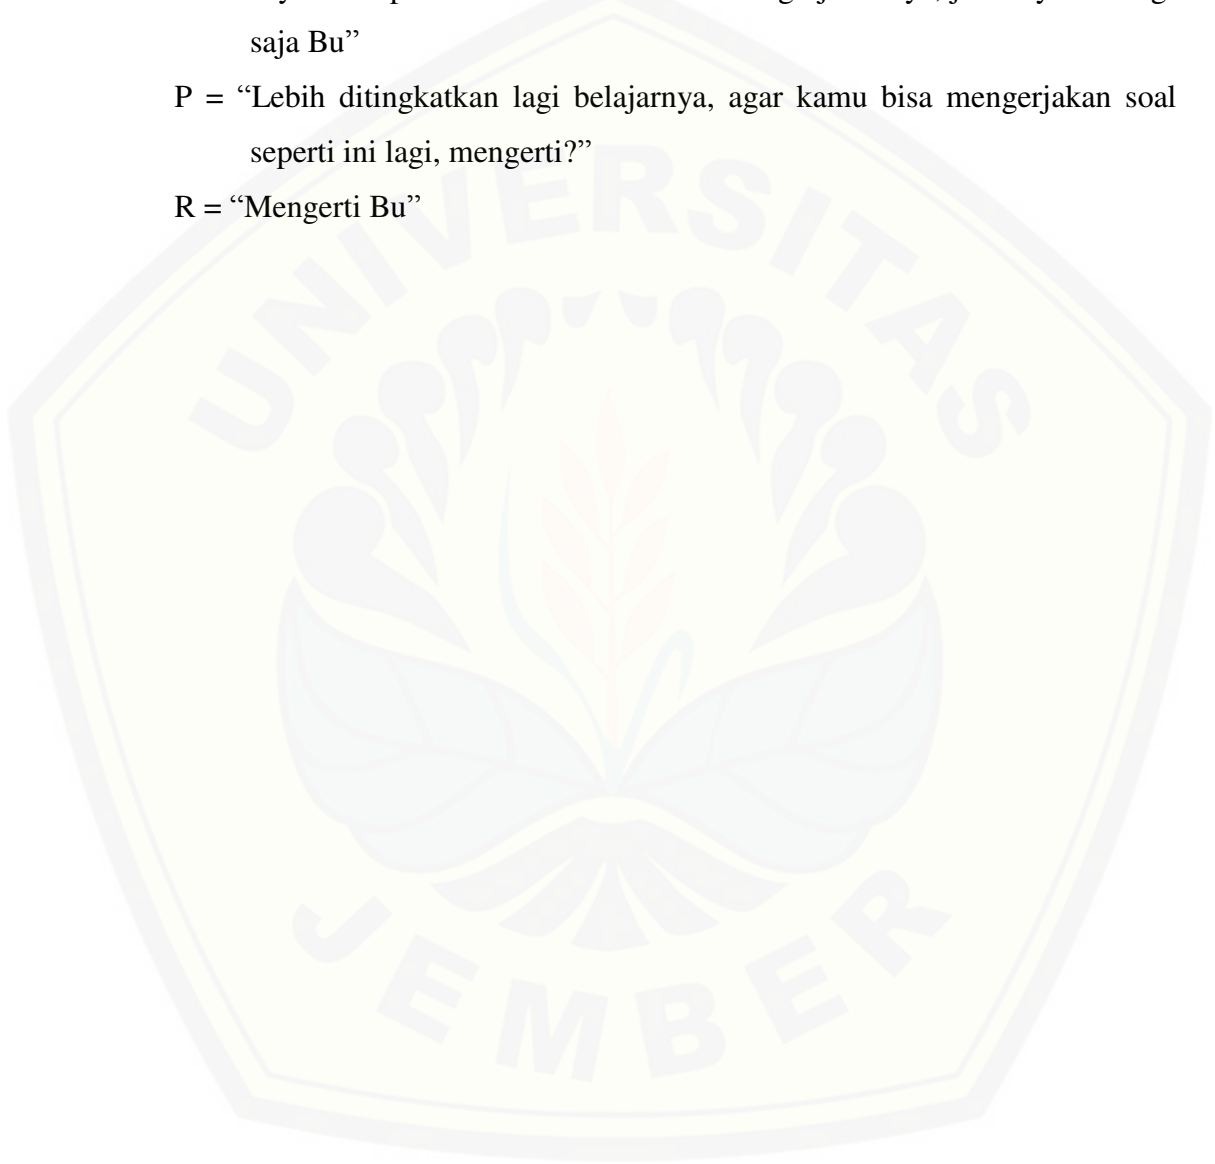 saja Bu”
P = “Lebih ditingkatkan lagi belajarnya, agar kamu bisa mengerjakan soal
seperti ini lagi, mengerti?”
R = “Mengerti Bu”
UNIVERSITAS
JEMBER